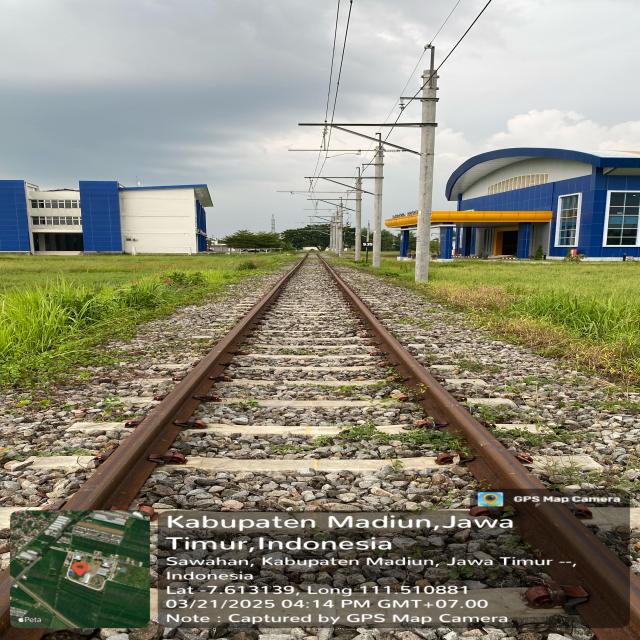 GPS Map Camera
Kabupaten Madiun,Jawa
Timur,Indonesia
Sawahan, Kabupaten Madiun, Jawa Timur --,
Indonesia
Lat -7.613139, Long 111.510881
03/21/2025 04:14 PM GMT+07.00
Note : Captured by GPS Map Camera
Peta